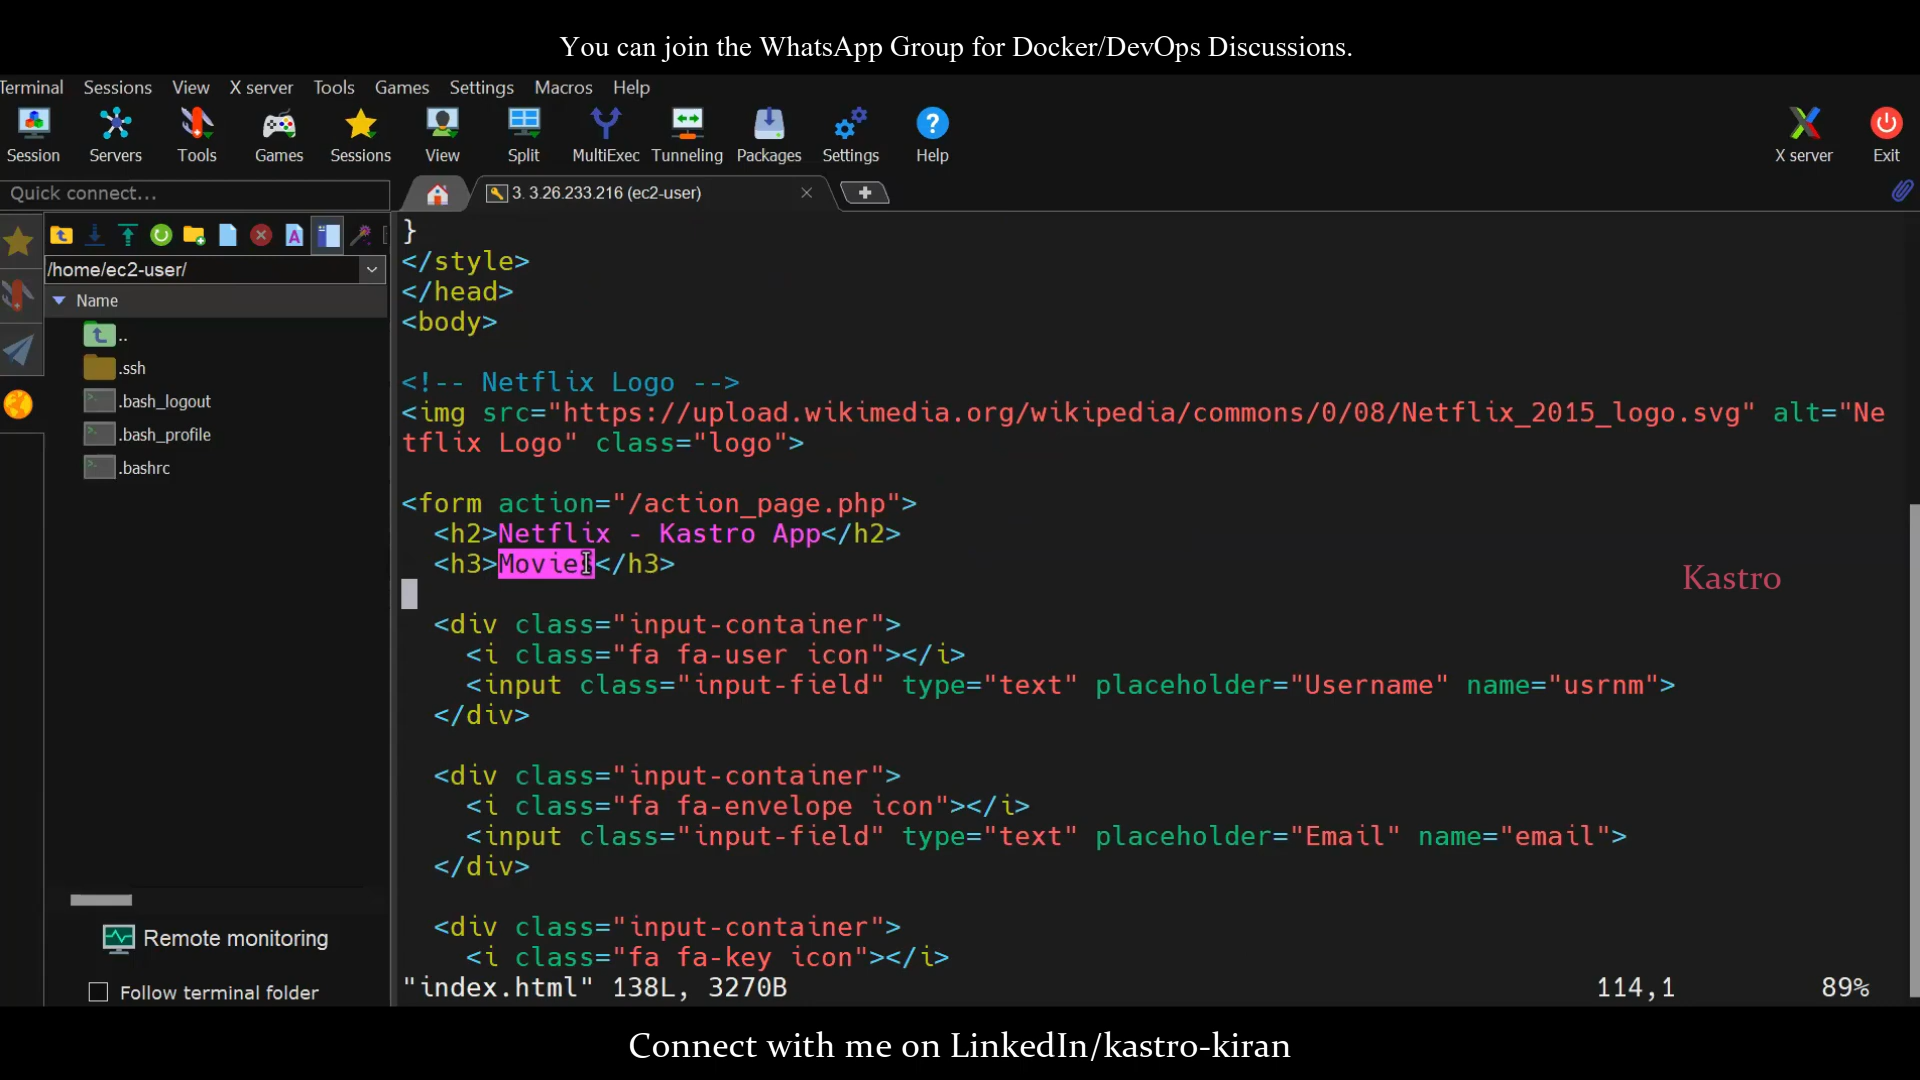 You can join the WhatsApp Group for Docker/DevOps Discussions.
Terminal Sessions View X server Tools Games Settings Macros Help
Session Servers Tools Games Sessions View Split MultiExec Tunneling Packages Settings Help X server Exit
Quick connect...
3. 3.26.233.216 (ec2-user)
/home/ec2-user/
Name
..
.ssh
.bash_logout
.bash_profile
.bashrc
Remote monitoring
Follow terminal folder
}
</style>
</head>
<body>
<!-- Netflix Logo -->
<img src="https://upload.wikimedia.org/wikipedia/commons/0/08/Netflix_2015_logo.svg" alt="Ne
tflix Logo" class="logo">
<form action="/action_page.php">
<h2>Netflix - Kastro App</h2>
<h3>Movies</h3>
Kastro
<div class="input-container">
<i class="fa fa-user icon"></i>
<input class="input-field" type="text" placeholder="Username" name="usrnm">
</div>
<div class="input-container">
<i class="fa fa-envelope icon"></i>
<input class="input-field" type="text" placeholder="Email" name="email">
</div>
<div class="input-container">
<i class="fa fa-key icon"></i>
"index.html" 138L, 3270B 114,1 89%
Connect with me on LinkedIn/kastro-kiran